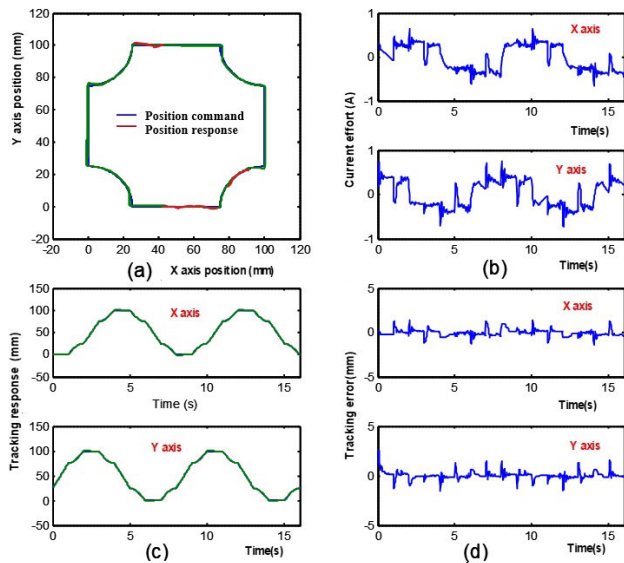 Y axis position (mm)
120
100
80
60
40
20
0
-20
Position command
Position response
-20 0 20 40 60 80 100 120
(a) X axis position (mm)
Current effort (A)
1
0
-1
X axis
0 5 10 15
Time(s)
1
0
-1
Y axis
0 5 10 15
(b) Time(s)
Tracking response (mm)
150
100
50
0
-50
X axis
0 5 10 15
Time (s)
150
100
50
0
50
Y axis
0 5 10 15
(c) Time(s)
Tracking error(mm)
5
0
-5
X axis
0 5 10 15
Time(s)
5
0
5
Y axis
0 5 10 15
(d) Time(s)